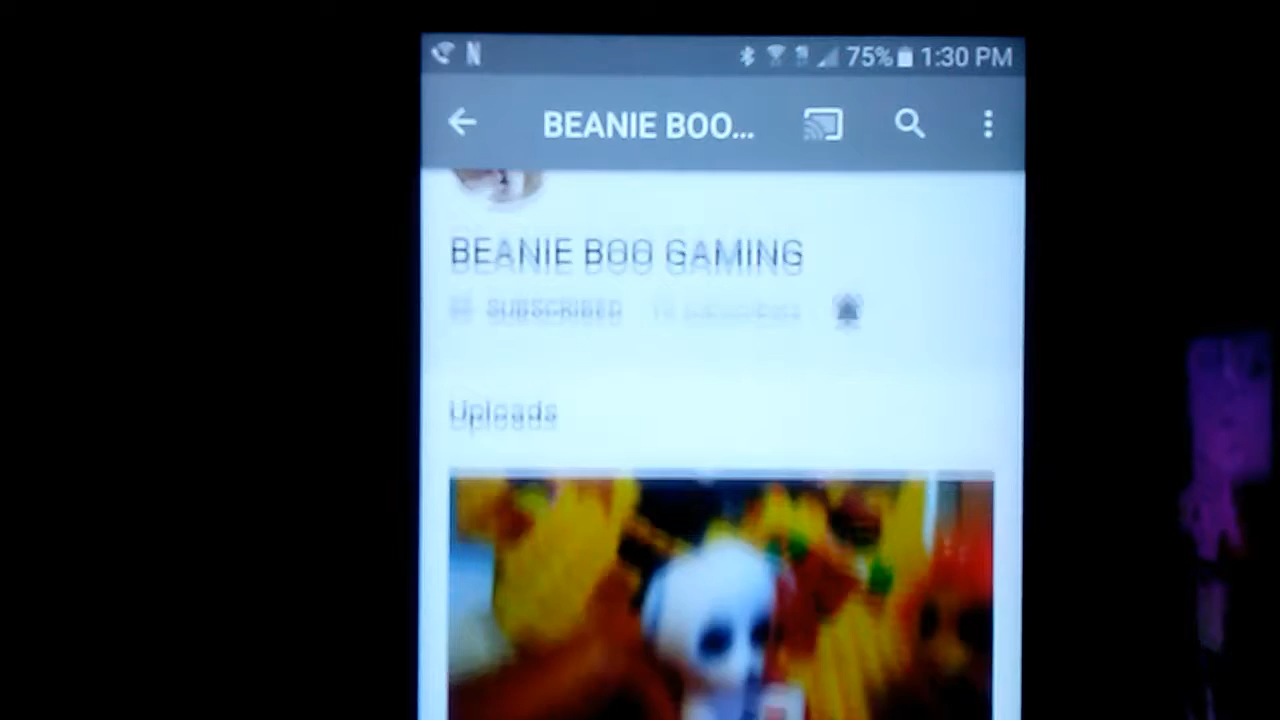 N 75% 1:30 PM
BEANIE BOO...
BEANIE BOO GAMING
SUBSCRIBED
Uploads